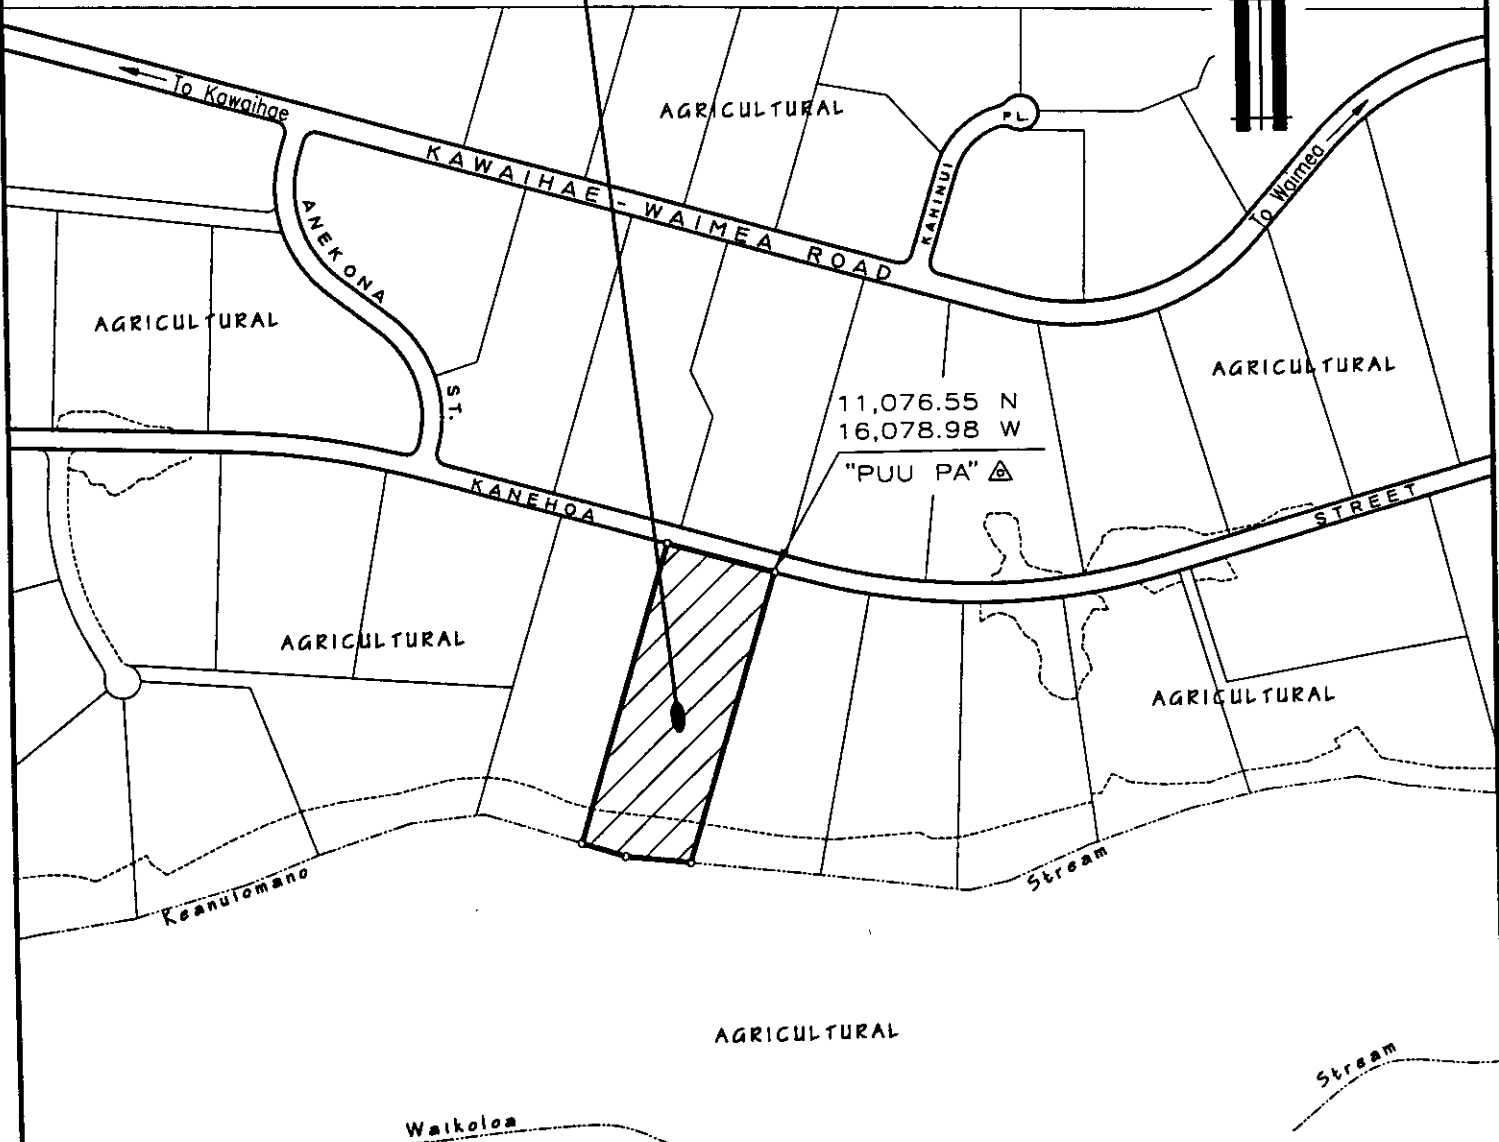 To Kawaihae
AGRICULTURAL
PL.
KAWAIHAE - WAIMEA ROAD
KAHINUI
To Waimea
ANEKONA
ST.
AGRICULTURAL
AGRICULTURAL
11,076.55 N
16,078.98 W
"PUU PA"
KANEHOA
STREET
AGRICULTURAL
AGRICULTURAL
Keanuiomano
Stream
AGRICULTURAL
Stream
Waikoloa